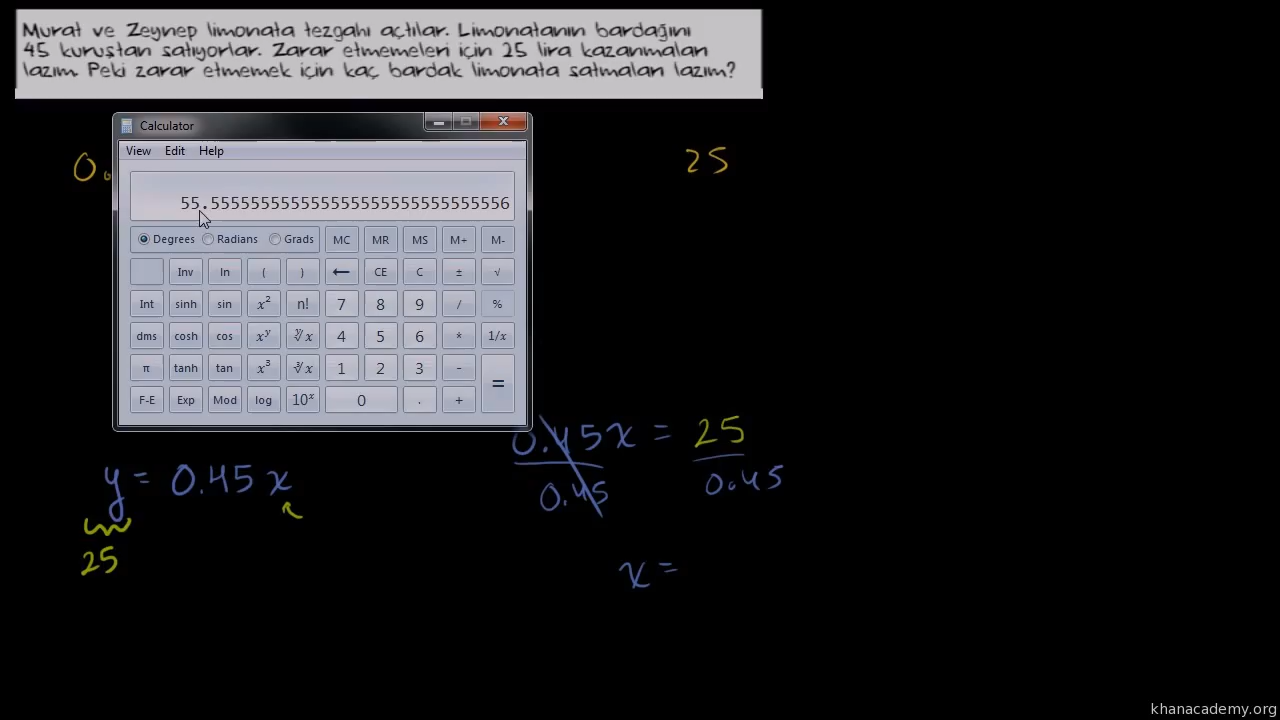 Murat ve Zeynep limonata tezgahı açtılar. Limonatanın bardağını
45 kuruştan satıyorlar. Zarar etmemeleri için 25 lira kazanmaları
lazım. Peki zarar etmemek için kaç bardak limonata satmaları lazım?
Calculator
View Edit Help
0.
25
55.555555555555555555555555555556
Degrees Radians Grads MC MR MS M+ M-
Inv ln ( ) ← CE C ± √
Int sinh sin x² n! 7 8 9 / %
dms cosh cos xʸ ʸ√x 4 5 6 * 1/x
π tanh tan x³ ³√x 1 2 3 - =
F-E Exp Mod log 10ˣ 0 . +
0.45x = 25
0.45 0.45
y = 0.45 x
25
x =
khanacademy.org